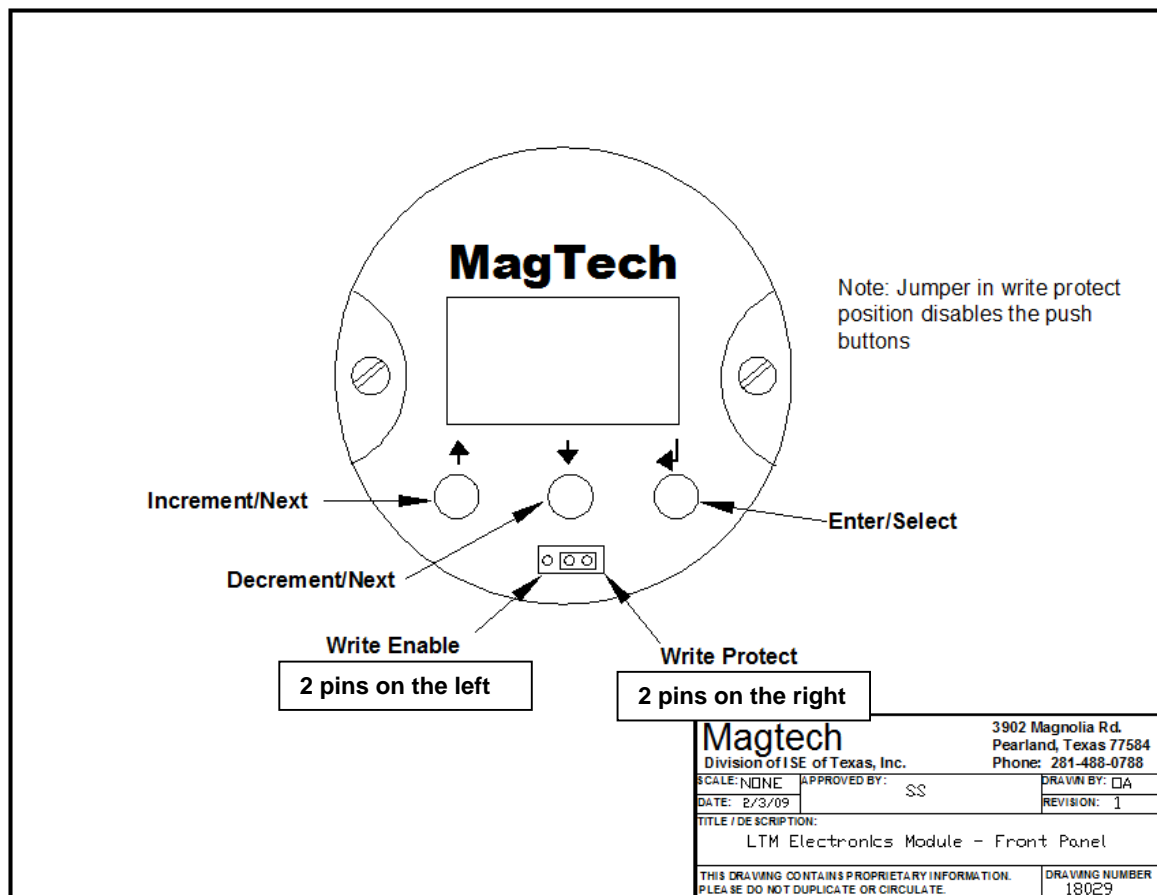 MagTech
Note: Jumper in write protect
position disables the push
buttons
Increment/Next
Enter/Select
Decrement/Next
Write Enable
2 pins on the left
Write Protect
2 pins on the right
Magtech
Division of ISE of Texas, Inc.
3902 Magnolia Rd.
Pearland, Texas 77584
Phone: 281-488-0788
SCALE: NONE
APPROVED BY: SS
DRAWN BY: OA
DATE: 2/3/09
REVISION: 1
TITLE / DESCRIPTION:
LTM Electronics Module - Front Panel
THIS DRAWING CONTAINS PROPRIETARY INFORMATION.
PLEASE DO NOT DUPLICATE OR CIRCULATE.
DRAWING NUMBER
18029